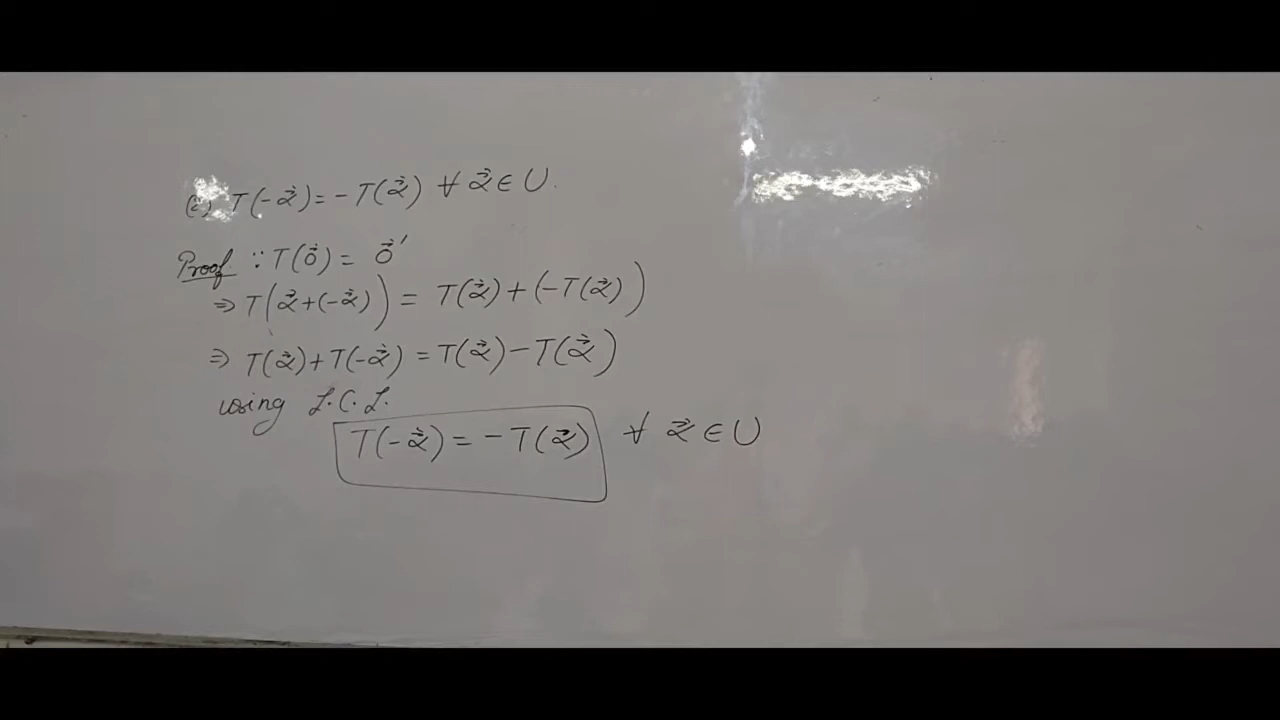 (i) T(-α⃗) = -T(α⃗) ∀ α⃗ ∈ U.
Proof. ∵ T(0⃗) = 0⃗′
⇒ T(α⃗+(-α⃗)) = T(α⃗)+(-T(α⃗))
⇒ T(α⃗)+T(-α⃗) = T(α⃗)-T(α⃗)
using L.C.L.
T(-α⃗) = -T(α⃗) ∀ α⃗ ∈ U